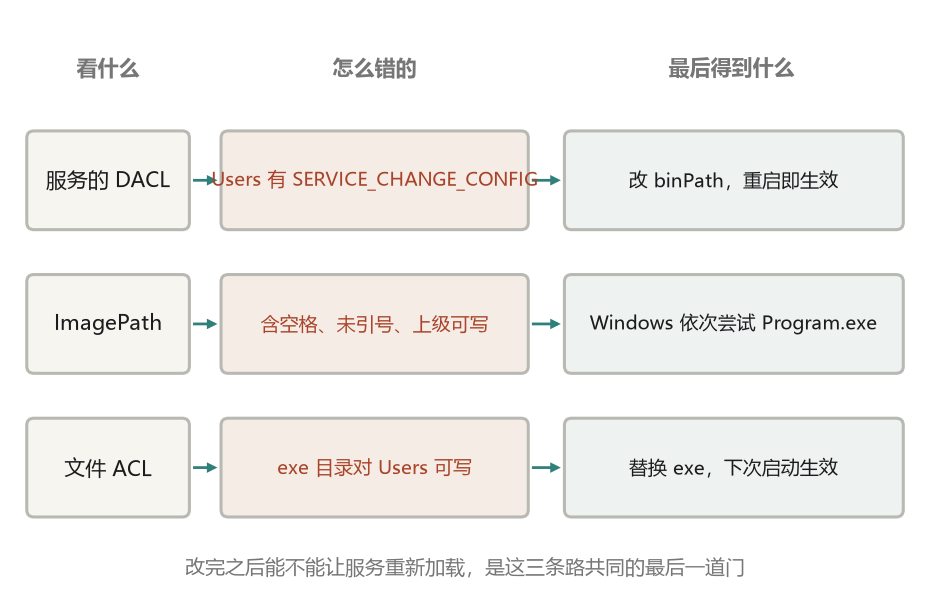 看什么
怎么错的
最后得到什么
服务的 DACL
Users 有 SERVICE_CHANGE_CONFIG
改 binPath，重启即生效
ImagePath
含空格、未引号、上级可写
Windows 依次尝试 Program.exe
文件 ACL
exe 目录对 Users 可写
替换 exe，下次启动生效
改完之后能不能让服务重新加载，是这三条路共同的最后一道门